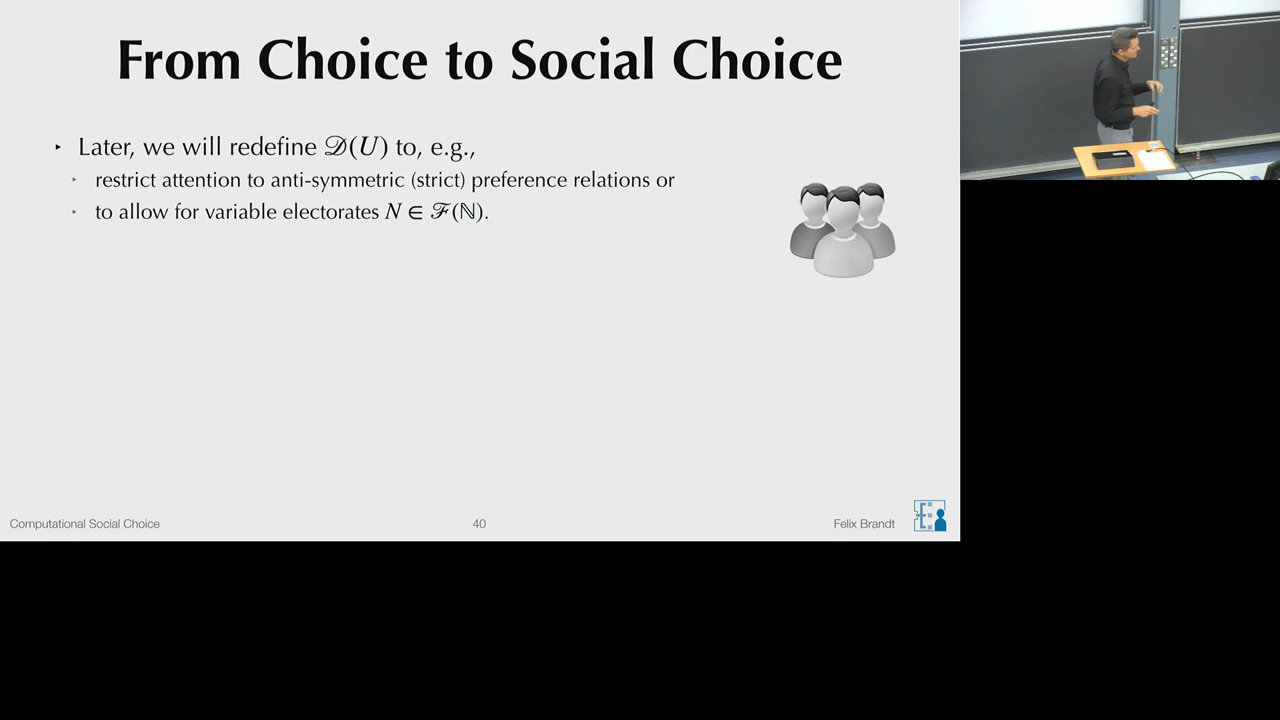 From Choice to Social Choice
‣ Later, we will redefine 𝒟(U) to, e.g.,
‣ restrict attention to anti-symmetric (strict) preference relations or
‣ to allow for variable electorates N ∈ ℱ(ℕ).
Computational Social Choice
40
Felix Brandt